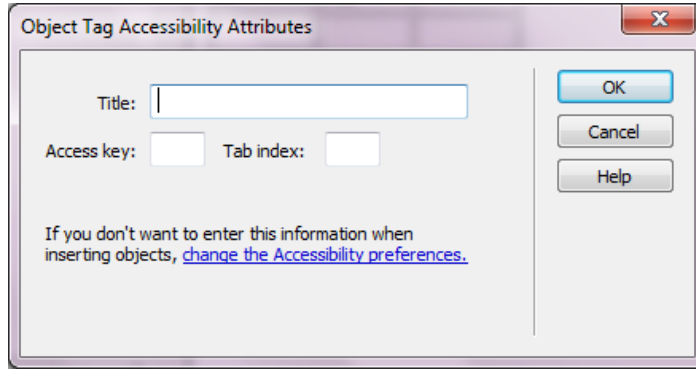 Object Tag Accessibility Attributes
Title:
OK
Access key:
Tab index:
Cancel
Help
If you don't want to enter this information when
inserting objects, change the Accessibility preferences.